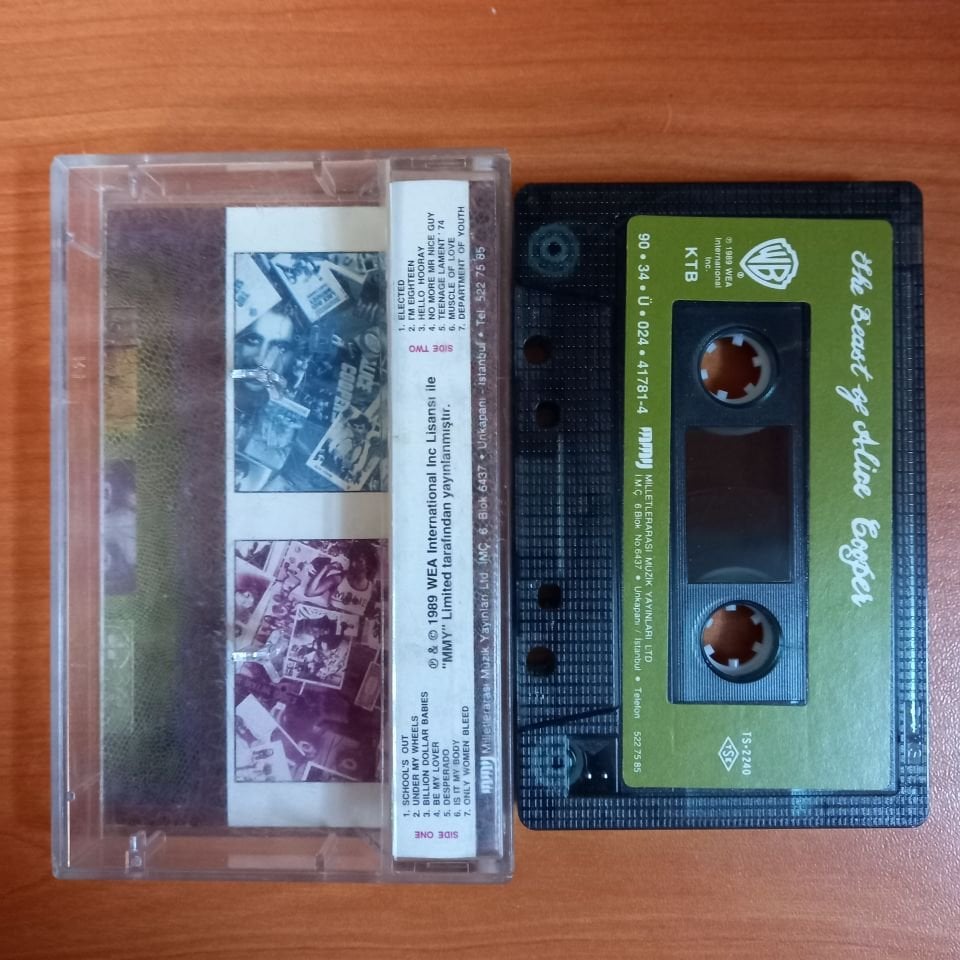 SIDE ONE
1. SCHOOL'S OUT
2. UNDER MY WHEELS
3. BILLION DOLLAR BABIES
4. BE MY LOVER
5. DESPERADO
6. IS IT MY BODY
7. ONLY WOMEN BLEED
℗ & © 1989 WEA International Inc Lisansı ile
"MMY" Limited tarafından yayınlanmıştır.
SIDE TWO
1. ELECTED
2. I'M EIGHTEEN
3. HELLO HOORAY
4. NO MORE MR NICE GUY
5. TEENAGE LAMENT '74
6. MUSCLE OF LOVE
7. DEPARTMENT OF YOUTH
mmy Milletlerarası Müzik Yayınları Ltd İMÇ. 6. Blok 6437 • Unkapanı - İstanbul • Tel: 522 75 85
ALICE
COOPER
The Beast of Alice Cooper
WB
®
℗ 1989 WEA
International
Inc.
KTB
90 • 34 • Ü • 024 • 41781-4
mmy MİLLETLERARASI MÜZİK YAYINLARI LTD
İ.M.Ç. 6.Blok No.6437 • Unkapanı / İstanbul • Telefon 522 75 85
TS-2240
TSE